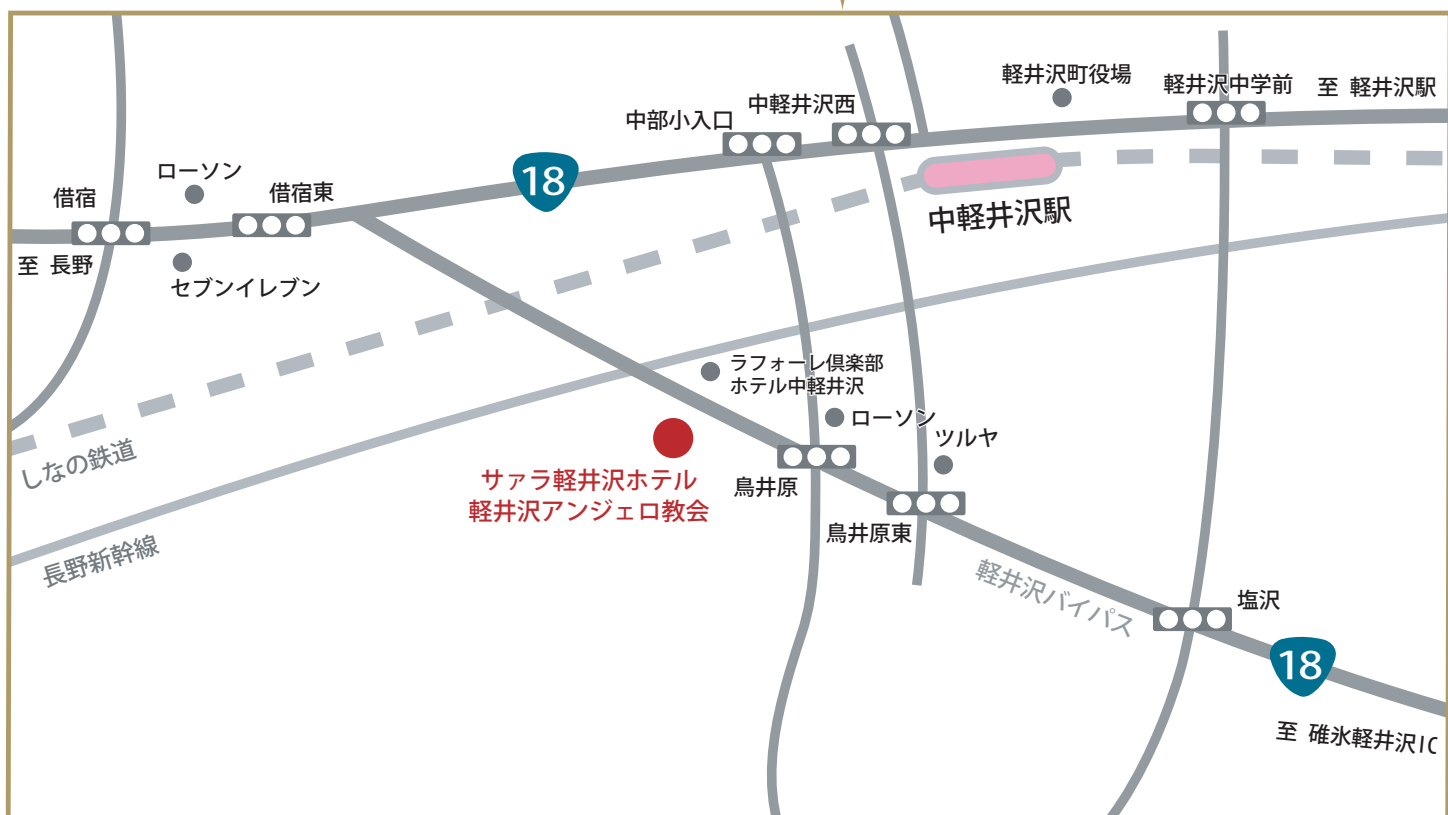 軽井沢町役場
軽井沢中学前
至 軽井沢駅
中軽井沢西
中部小入口
ローソン
借宿東
借宿
18
中軽井沢駅
至 長野
セブンイレブン
ラフォーレ倶楽部
ホテル中軽井沢
ローソン
ツルヤ
しなの鉄道
サァラ軽井沢ホテル
軽井沢アンジェロ教会
鳥井原
鳥井原東
長野新幹線
軽井沢バイパス
塩沢
18
至 碓氷軽井沢IC